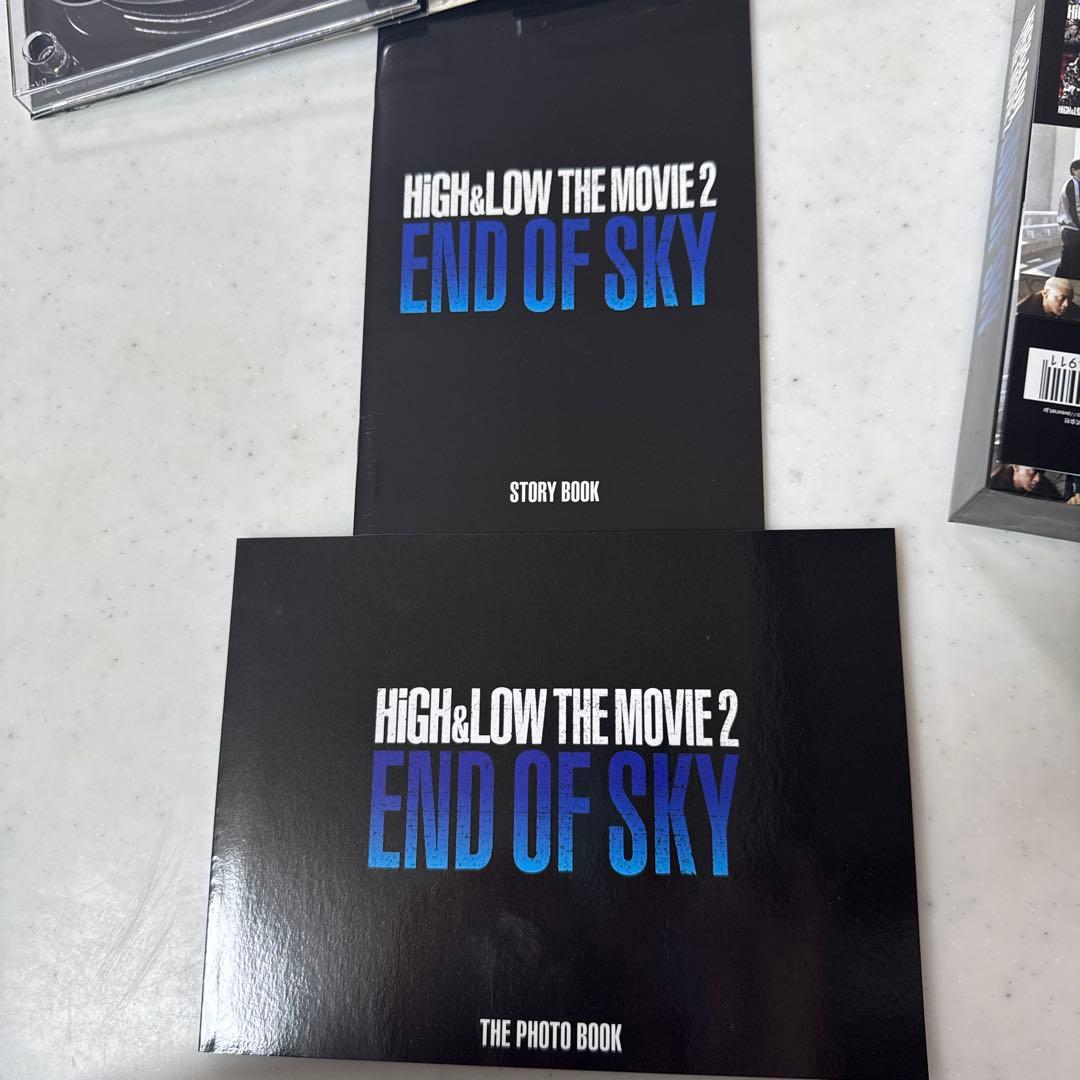 HiGH&LOW THE MOVIE 2
END OF SKY
STORY BOOK
HiGH&LOW THE MOVIE 2
END OF SKY
THE PHOTO BOOK